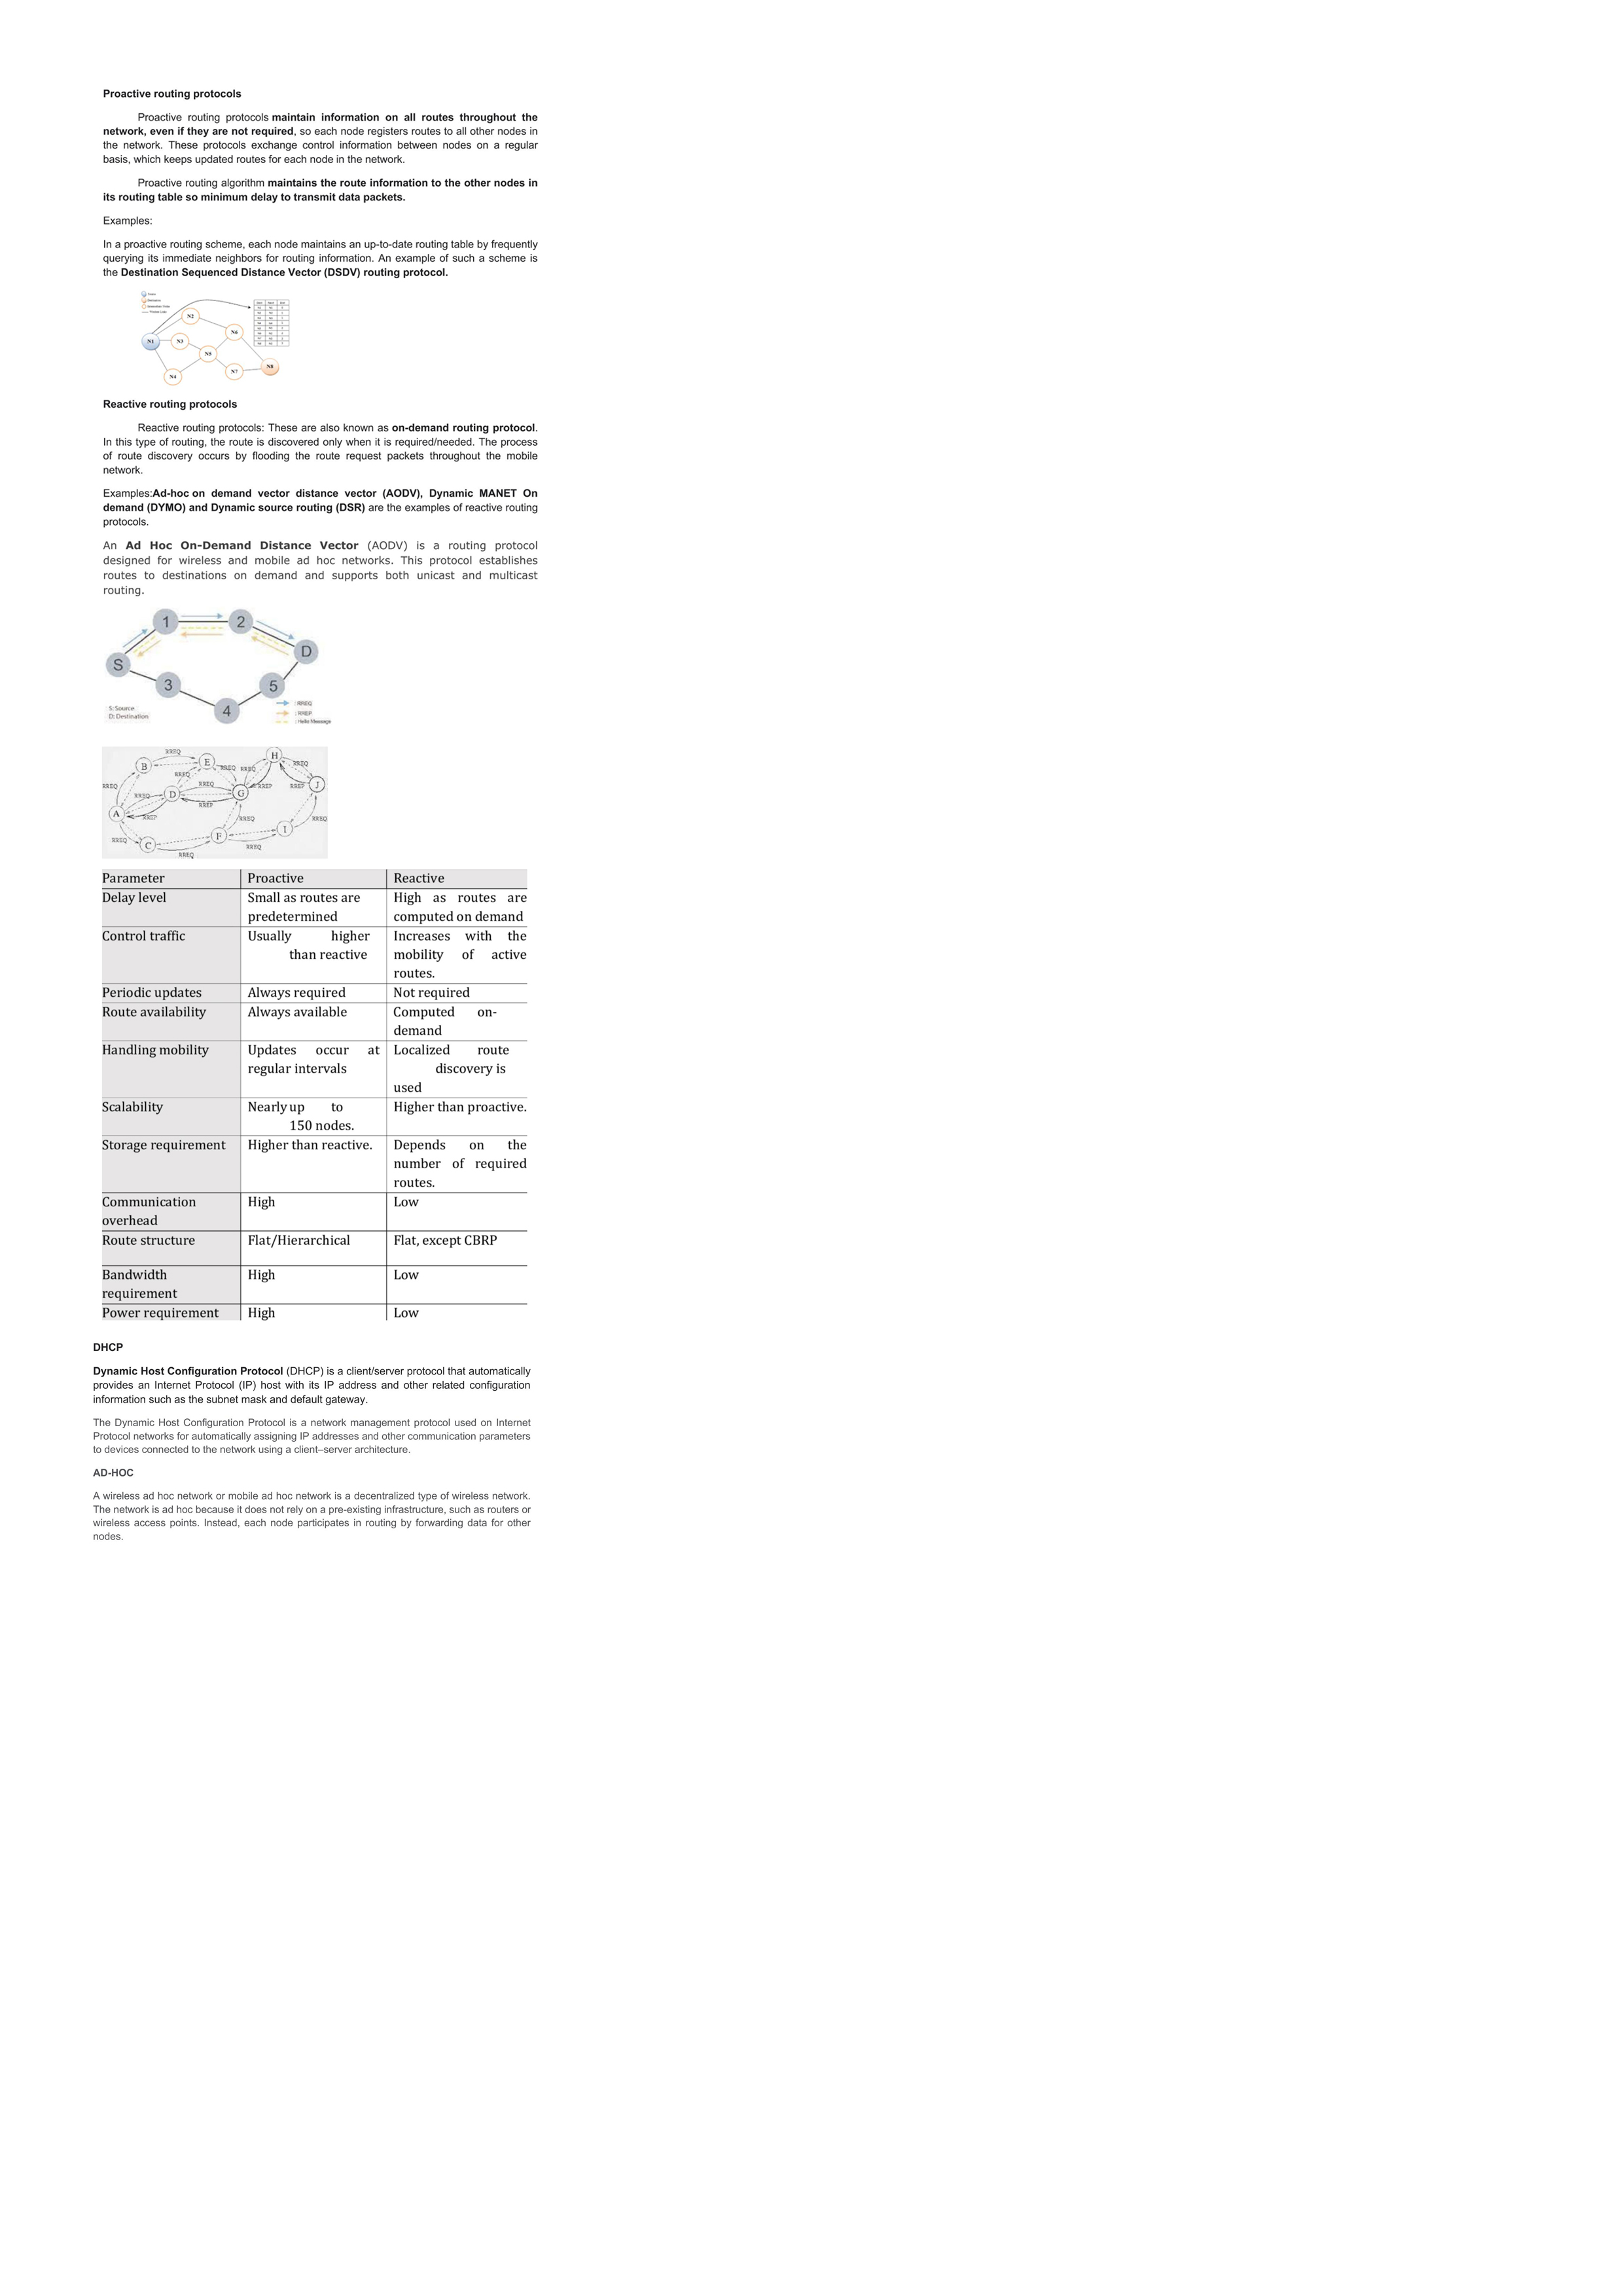 Proactive routing protocols
Proactive routing protocols maintain information on all routes throughout the
network, even if they are not required, so each node registers routes to all other nodes in
the network. These protocols exchange control information between nodes on a regular
basis, which keeps updated routes for each node in the network.
Proactive routing algorithm maintains the route information to the other nodes in
its routing table so minimum delay to transmit data packets.
Examples:
In a proactive routing scheme, each node maintains an up-to-date routing table by frequently
querying its immediate neighbors for routing information. An example of such a scheme is
the Destination Sequenced Distance Vector (DSDV) routing protocol.
N2
N6
N1
N3
N5
N8
N7
N4
Reactive routing protocols
Reactive routing protocols: These are also known as on-demand routing protocol.
In this type of routing, the route is discovered only when it is required/needed. The process
of route discovery occurs by flooding the route request packets throughout the mobile
network.
Examples:Ad-hoc on demand vector distance vector (AODV), Dynamic MANET On
demand (DYMO) and Dynamic source routing (DSR) are the examples of reactive routing
protocols.
An Ad Hoc On-Demand Distance Vector (AODV) is a routing protocol
designed for wireless and mobile ad hoc networks. This protocol establishes
routes to destinations on demand and supports both unicast and multicast
routing.
1 2
D
S
3 5
4
S: Source
D: Destination
: RREQ
: RREP
: Hello Message
RREQ
H
B E RREQ
RREQ RREQ
RREQ
RREQ RREQ RREP RREP J
RREQ D G
A RREP
RREP
RREQ RREQ
F I
RREQ C
RREQ RREQ
Parameter Proactive Reactive
Delay level Small as routes are High as routes are
predetermined computed on demand
Control traffic Usually higher Increases with the
than reactive mobility of active
routes.
Periodic updates Always required Not required
Route availability Always available Computed on-
demand
Handling mobility Updates occur at Localized route
regular intervals discovery is
used
Scalability Nearly up to Higher than proactive.
150 nodes.
Storage requirement Higher than reactive. Depends on the
number of required
routes.
Communication High Low
overhead
Route structure Flat/Hierarchical Flat, except CBRP
Bandwidth High Low
requirement
Power requirement High Low
DHCP
Dynamic Host Configuration Protocol (DHCP) is a client/server protocol that automatically
provides an Internet Protocol (IP) host with its IP address and other related configuration
information such as the subnet mask and default gateway.
The Dynamic Host Configuration Protocol is a network management protocol used on Internet
Protocol networks for automatically assigning IP addresses and other communication parameters
to devices connected to the network using a client–server architecture.
AD-HOC
A wireless ad hoc network or mobile ad hoc network is a decentralized type of wireless network.
The network is ad hoc because it does not rely on a pre-existing infrastructure, such as routers or
wireless access points. Instead, each node participates in routing by forwarding data for other
nodes.